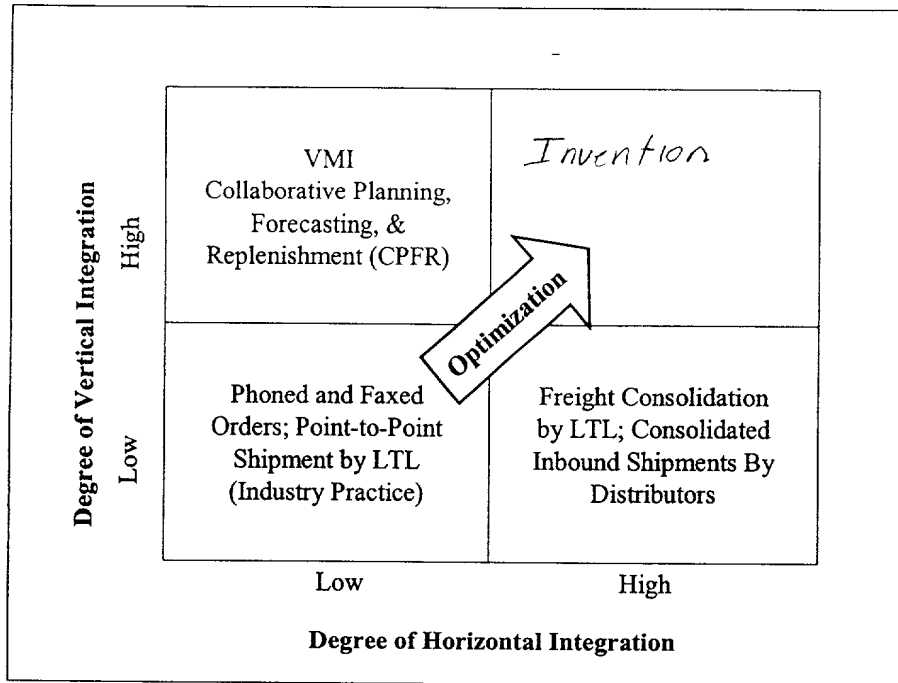 VMI
Collaborative Planning,
Forecasting, &
Replenishment (CPFR)
Invention
Optimization
Phoned and Faxed
Orders; Point-to-Point
Shipment by LTL
(Industry Practice)
Freight Consolidation
by LTL; Consolidated
Inbound Shipments By
Distributors
Degree of Vertical Integration
High
Low
Low
High
Degree of Horizontal Integration